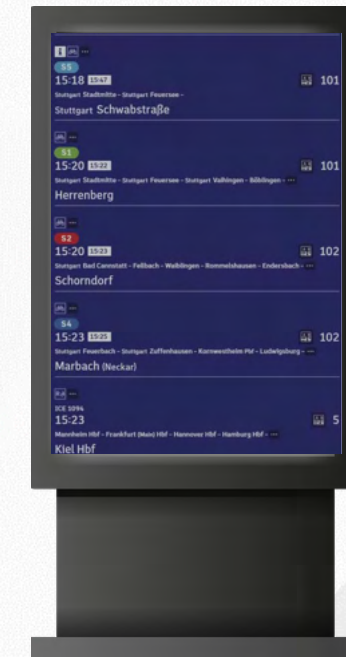 i ...
S5
15:18 15:47 101
Stuttgart Stadtmitte – Stuttgart Feuersee –
Stuttgart Schwabstraße
...
S1
15:20 15:22 101
Stuttgart Stadtmitte – Stuttgart Feuersee – Stuttgart Vaihingen – Böblingen – ...
Herrenberg
...
S2
15:20 15:23 102
Stuttgart Bad Cannstatt – Fellbach – Waiblingen – Rommelshausen – Endersbach – ...
Schorndorf
...
S4
15:23 15:25 102
Stuttgart Feuerbach – Stuttgart Zuffenhausen – Kornwestheim Pbf – Ludwigsburg – ...
Marbach (Neckar)
...
ICE 1094
15:23 5
Mannheim Hbf – Frankfurt (Main) Hbf – Hannover Hbf – Hamburg Hbf – ...
Kiel Hbf